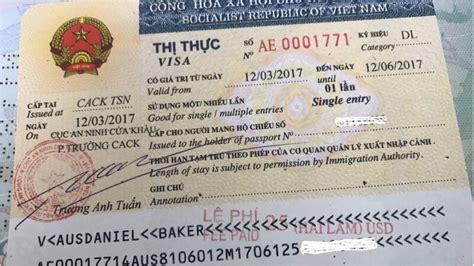 CỘNG HÒA XÃ HỘI CHỦ
SOCIALIST REPUBLIC OF VIETNAM
THỊ THỰC
VISA
SỐ AE 0001771
KÝ HIỆU DL
Category
CÓ GIÁ TRỊ TỪ NGÀY 12/03/2017
Valid from
ĐẾN NGÀY 12/06/2017
until
CẤP TẠI CACK TSN
Issued at
SỬ DỤNG MỘT/NHIỀU LẦN 01 lần
Good for single / multiple entries Single entry
NGÀY 12/03/2017
On
CỤC AN NINH CỬA KHẨU
CẤP CHO NGƯỜI MANG HỘ CHIẾU SỐ
Issued to the holder of passport N°
P.TRƯỞNG CACK
THỜI HẠN TẠM TRÚ THEO PHÉP CỦA CƠ QUAN QUẢN LÝ XUẤT NHẬP CẢNH.
Length of stay is subject to permission by Immigration Authority.
GHI CHÚ
Annotation
Trương Anh Tuấn
LỆ PHÍ 25 (HAI LĂM) USD
FEE PAID
V<AUSDANIEL<<BAKER<<<<<<<<<<<
AE00017714AUS8106012M1706125